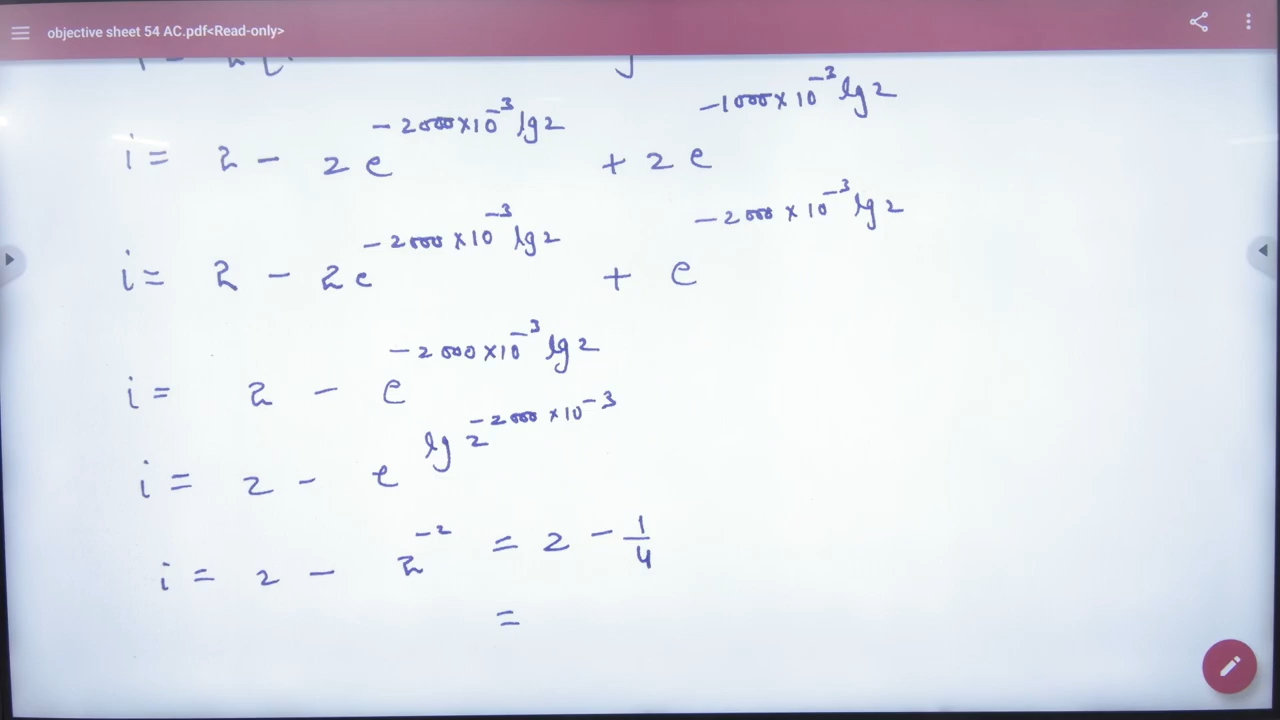 objective sheet 54 AC.pdf<Read-only>
i = 2 - 2 e^{-2000×10^{-3} lg 2} + 2 e^{-1000×10^{-3} lg 2}
i = 2 - 2e^{-2000×10^{-3} lg 2} + e^{-2000×10^{-3} lg 2}
i = 2 - e^{-2000×10^{-3} lg 2}
i = 2 - e^{lg 2^{-2000×10^{-3}}}
i = 2 - 2^{-2} = 2 - 1/4
=